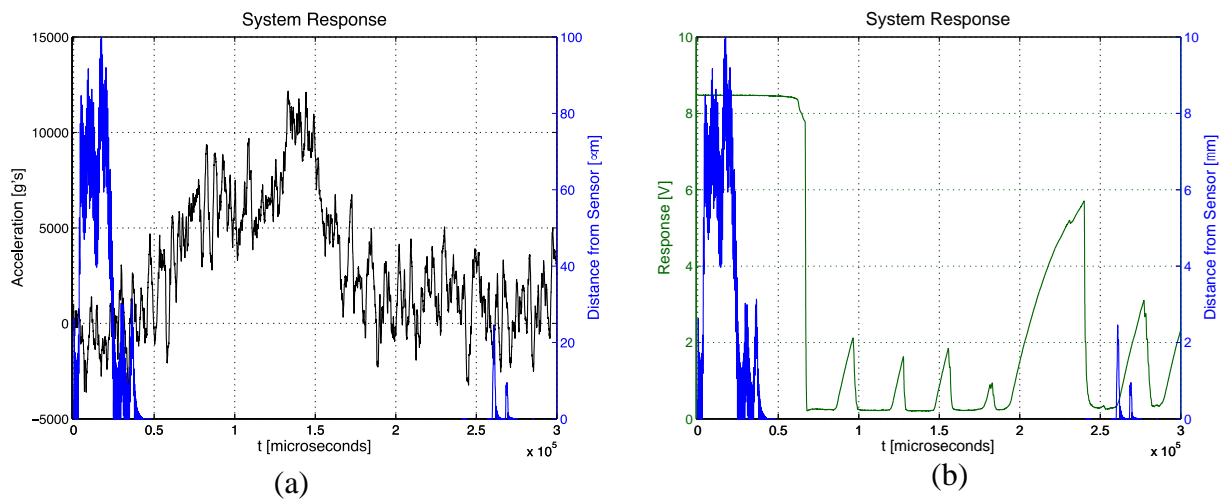 System Response
15000
10000
5000
0
−5000
Acceleration [g's]
100
80
60
40
20
0
Distance from Sensor [∝m]
0 0.5 1 1.5 2 2.5 3
x 10^5
t [microseconds]
(a)
System Response
10
8
6
4
2
0
Response [V]
10
8
6
4
2
0
Distance from Sensor [mm]
0 0.5 1 1.5 2 2.5 3
x 10^5
t [microseconds]
(b)